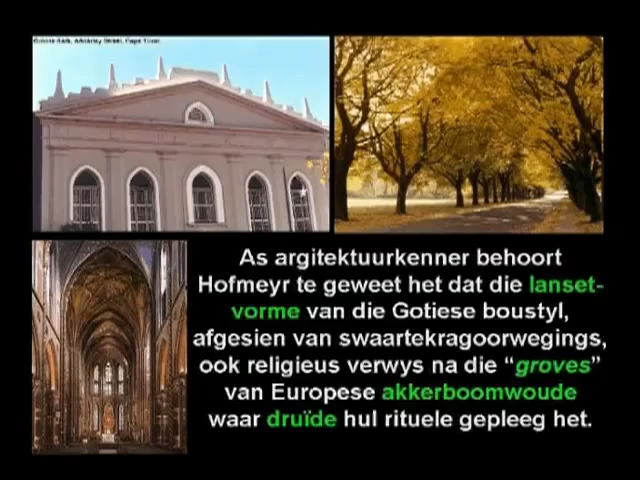 As argitektuurkenner behoort
Hofmeyr te geweet het dat die lanset-
vorme van die Gotiese boustyl,
afgesien van swaartekragoorwegings,
ook religieus verwys na die “groves”
van Europese akkerboomwoude
waar druïde hul rituele gepleeg het.